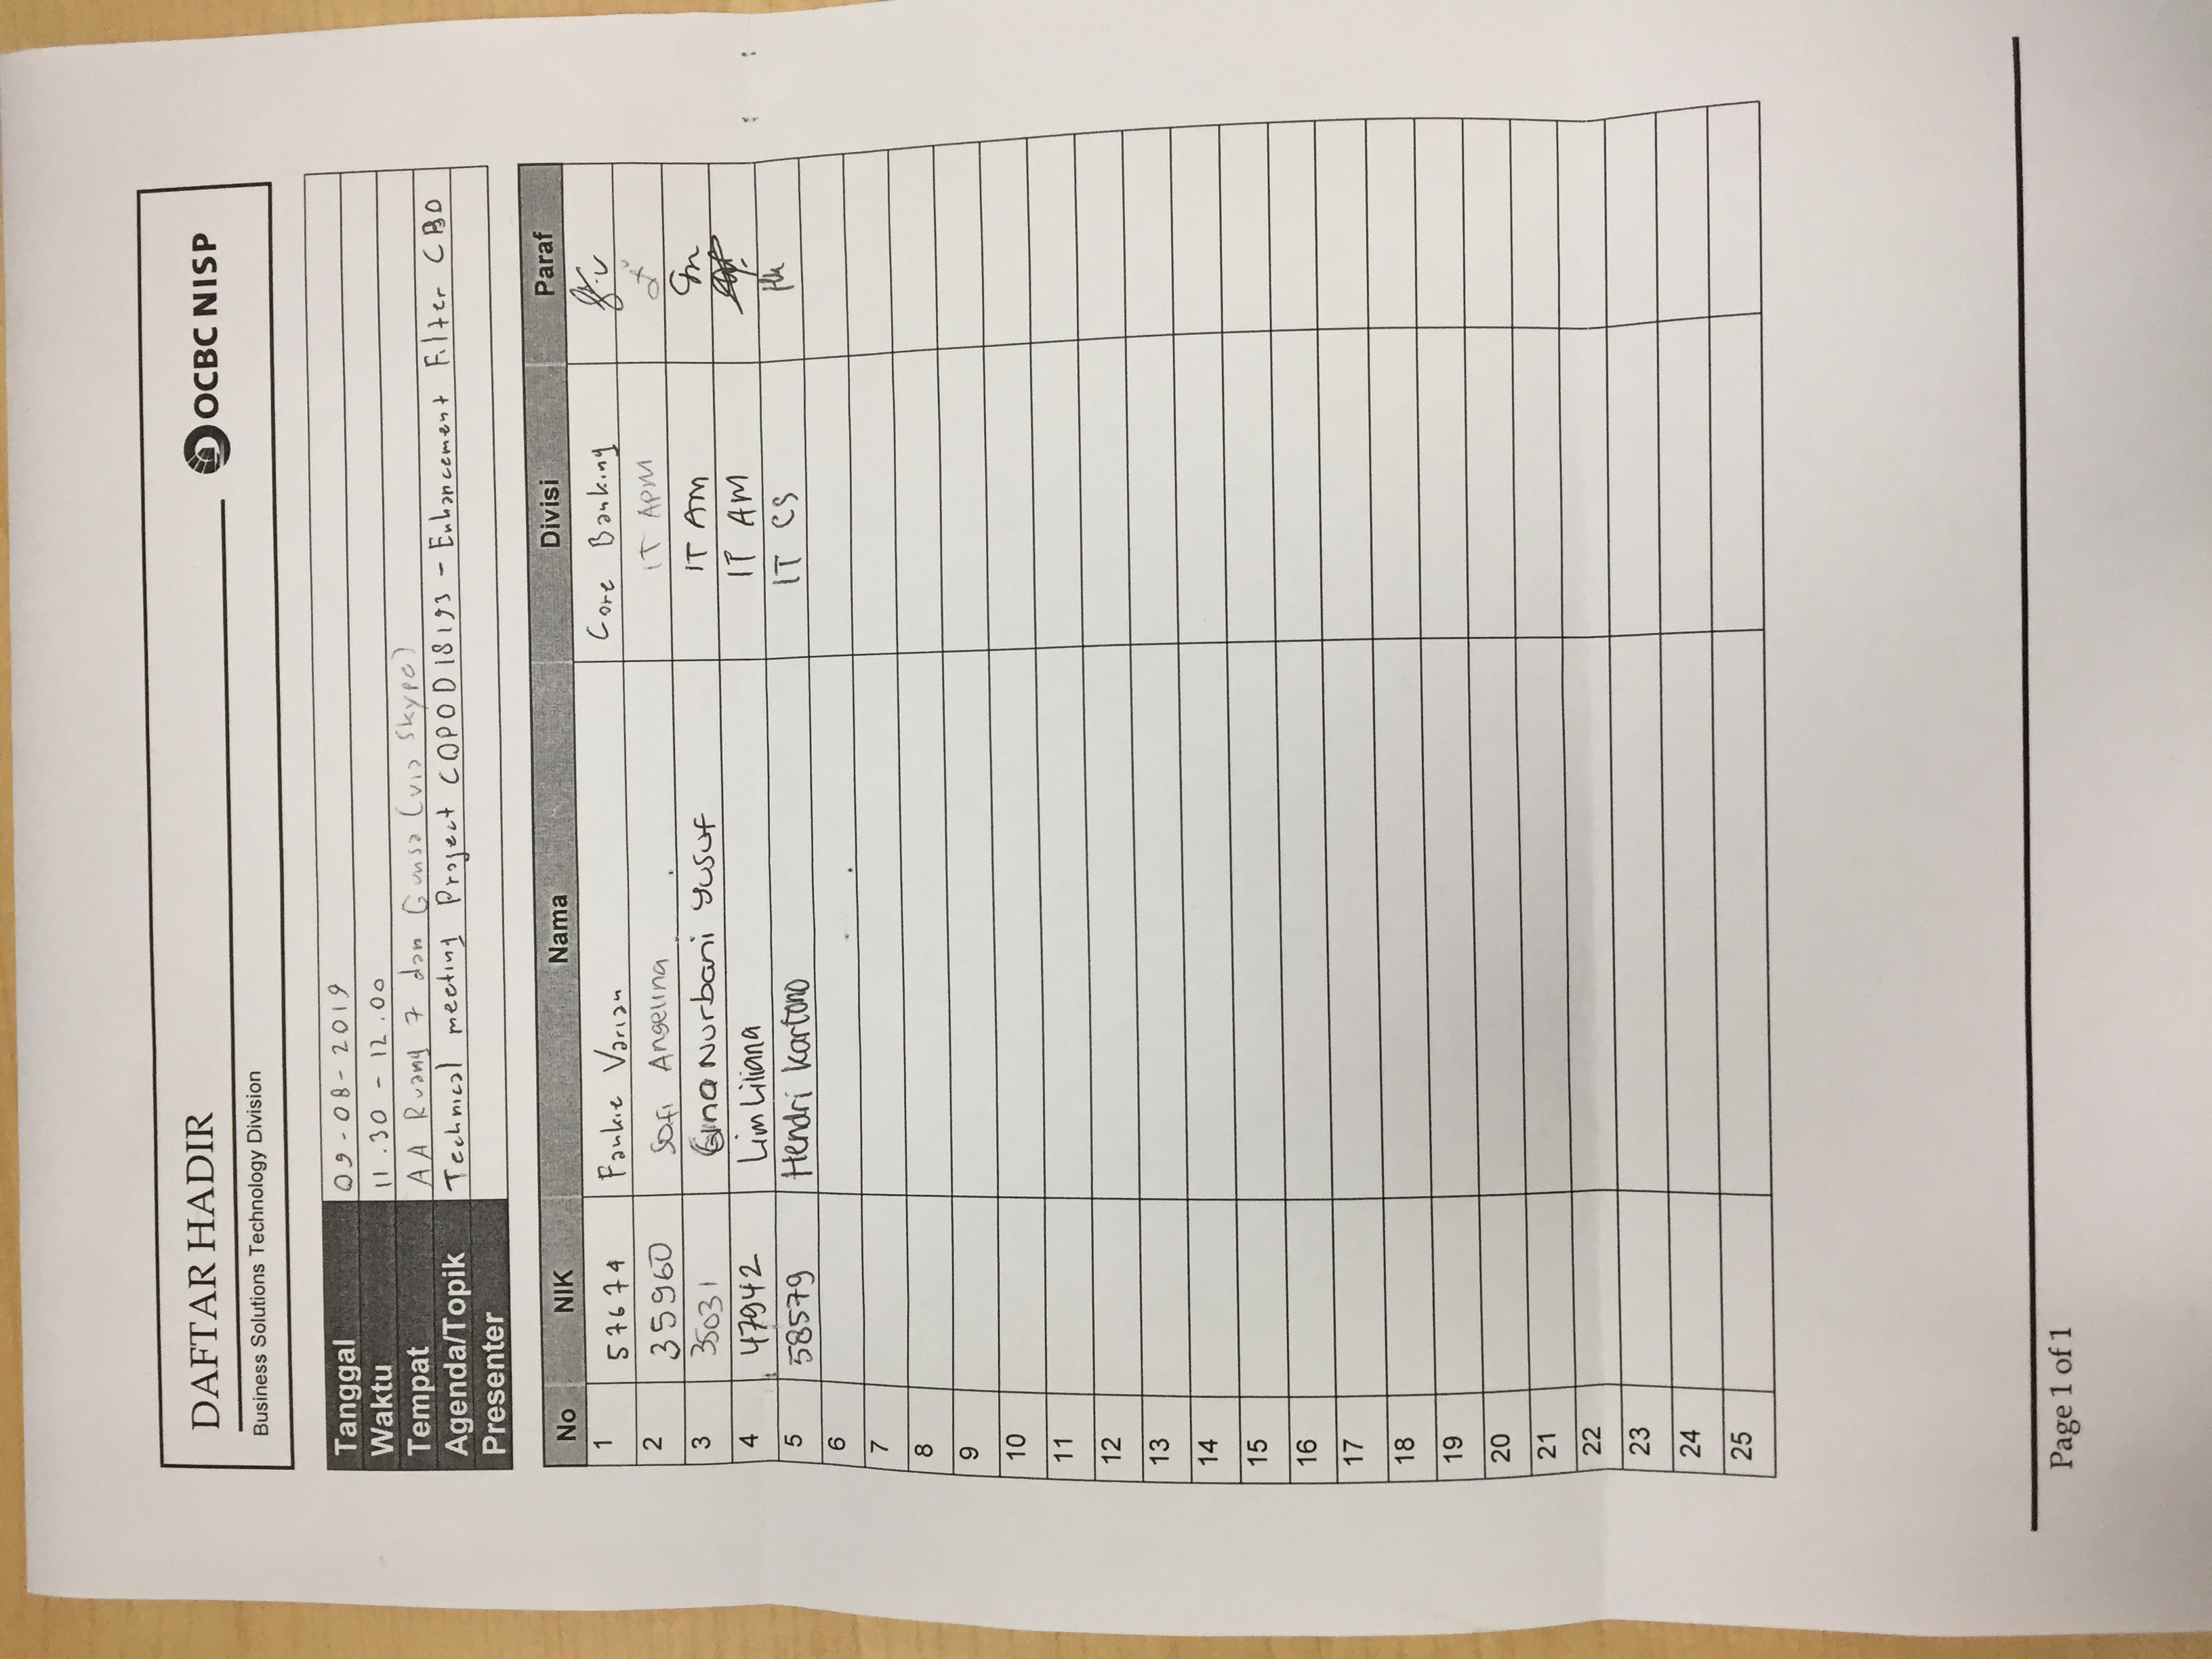 DAFTAR HADIR
OCBC NISP
Business Solutions Technology Division
Tanggal 09-08-2019
Waktu 11.30 - 12.00
Tempat AA Ruang 7 dan Gunsa (via Skype)
Agenda/Topik Technical meeting Project COPOD18193 - Enhancement Filter CBO
Presenter
No NIK Nama Divisi Paraf
1 57674 Fankie Varian Core Banking
2 35960 Sofi Angelina IT APM
3 35031 Gina Nurbani Yusuf IT AM
4 47942 Lim Liliana IT AM
5 58579 Hendri Kartono IT CS
6
7
8
9
10
11
12
13
14
15
16
17
18
19
20
21
22
23
24
25
Page 1 of 1